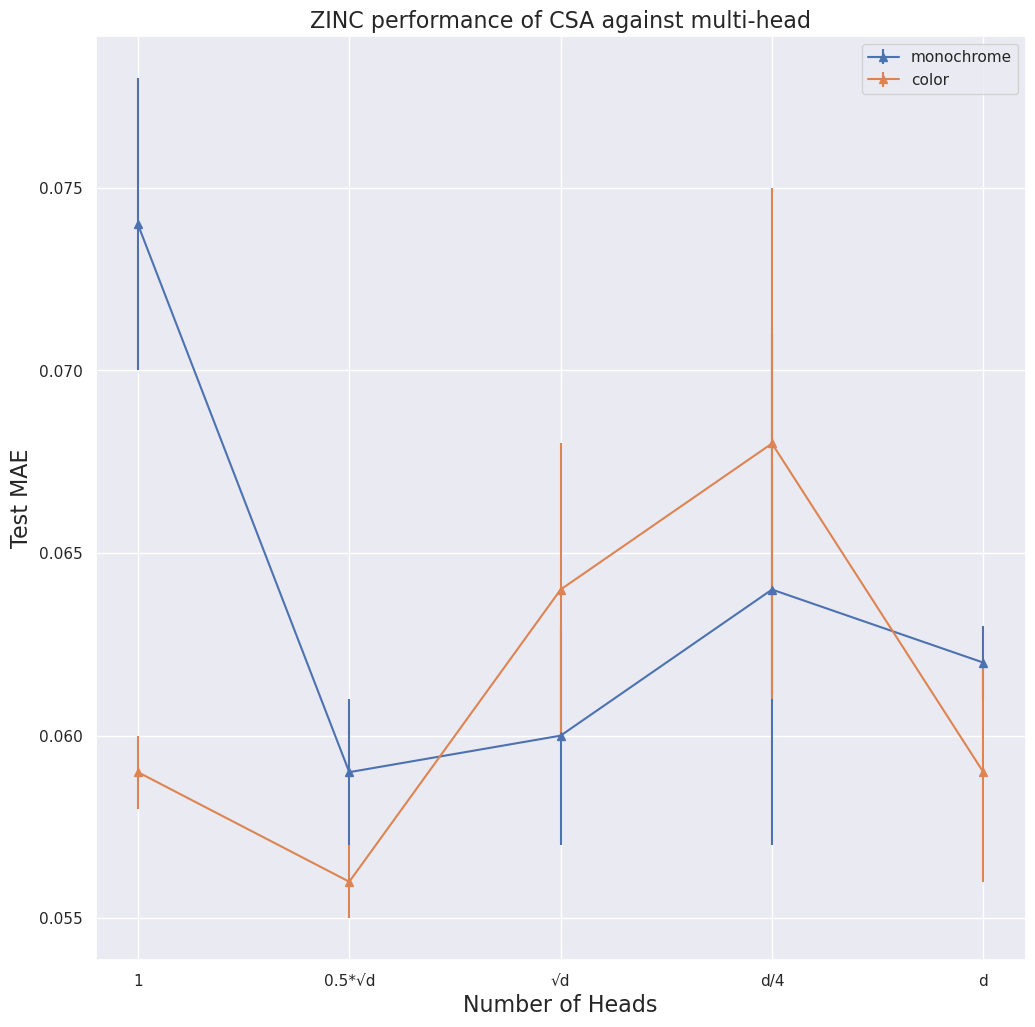 ZINC performance of CSA against multi-head
monochrome
color
Test MAE
0.075
0.070
0.065
0.060
0.055
1
0.5*√d
√d
d/4
d
Number of Heads